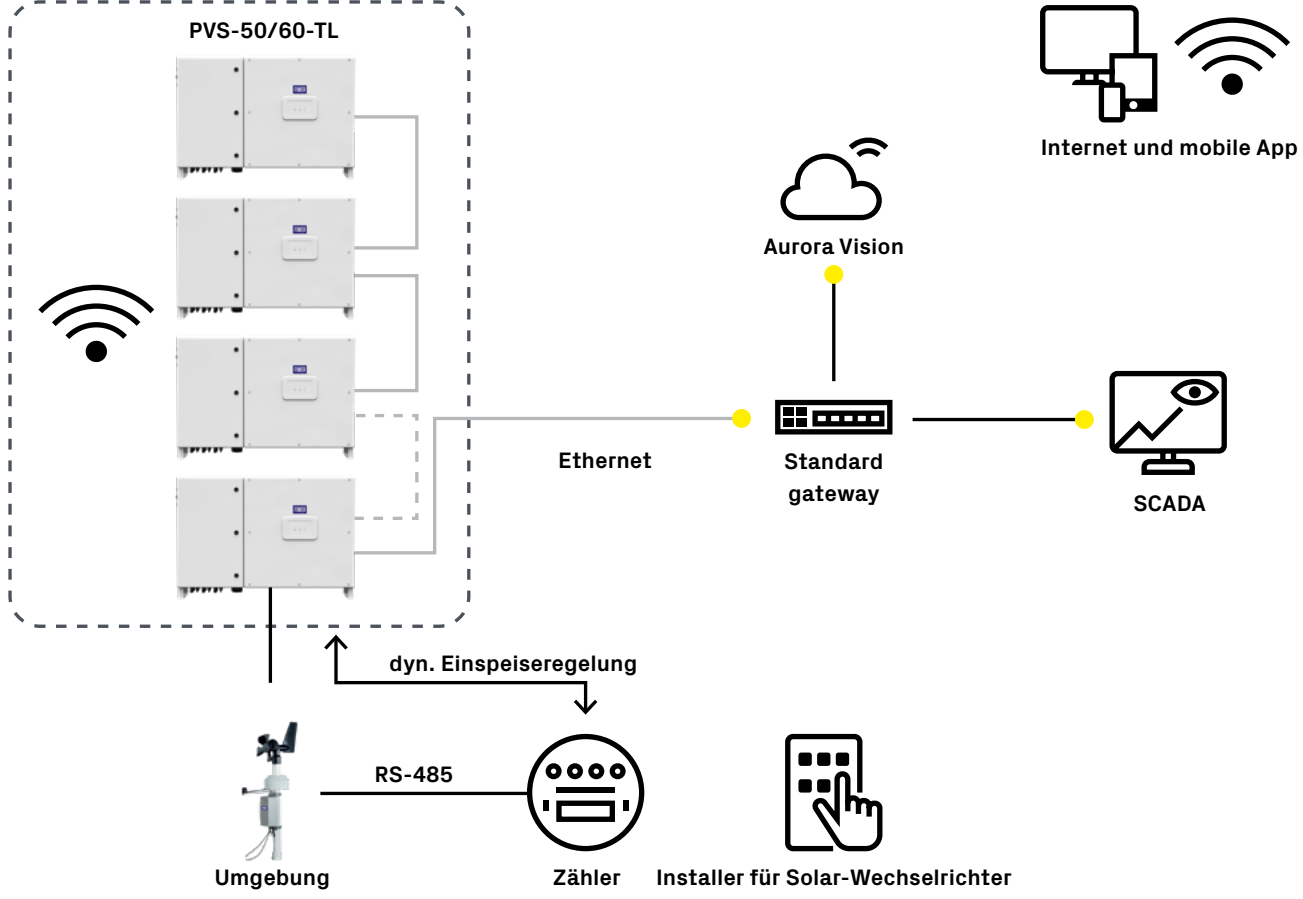 PVS-50/60-TL
Internet und mobile App
Aurora Vision
Ethernet
Standard
gateway
SCADA
dyn. Einspeiseregelung
RS-485
Umgebung
Zähler
Installer für Solar-Wechselrichter